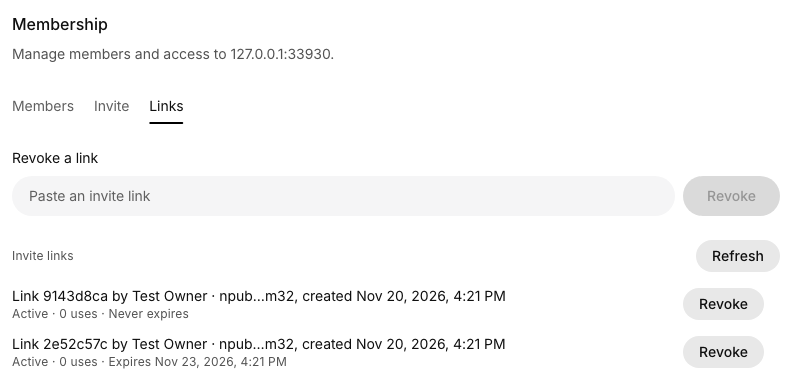 Membership
Manage members and access to 127.0.0.1:33930.
Members Invite Links
Revoke a link
Paste an invite link Revoke
Invite links Refresh
Link 9143d8ca by Test Owner · npub...m32, created Nov 20, 2026, 4:21 PM
Active · 0 uses · Never expires
Revoke
Link 2e52c57c by Test Owner · npub...m32, created Nov 20, 2026, 4:21 PM
Active · 0 uses · Expires Nov 23, 2026, 4:21 PM
Revoke